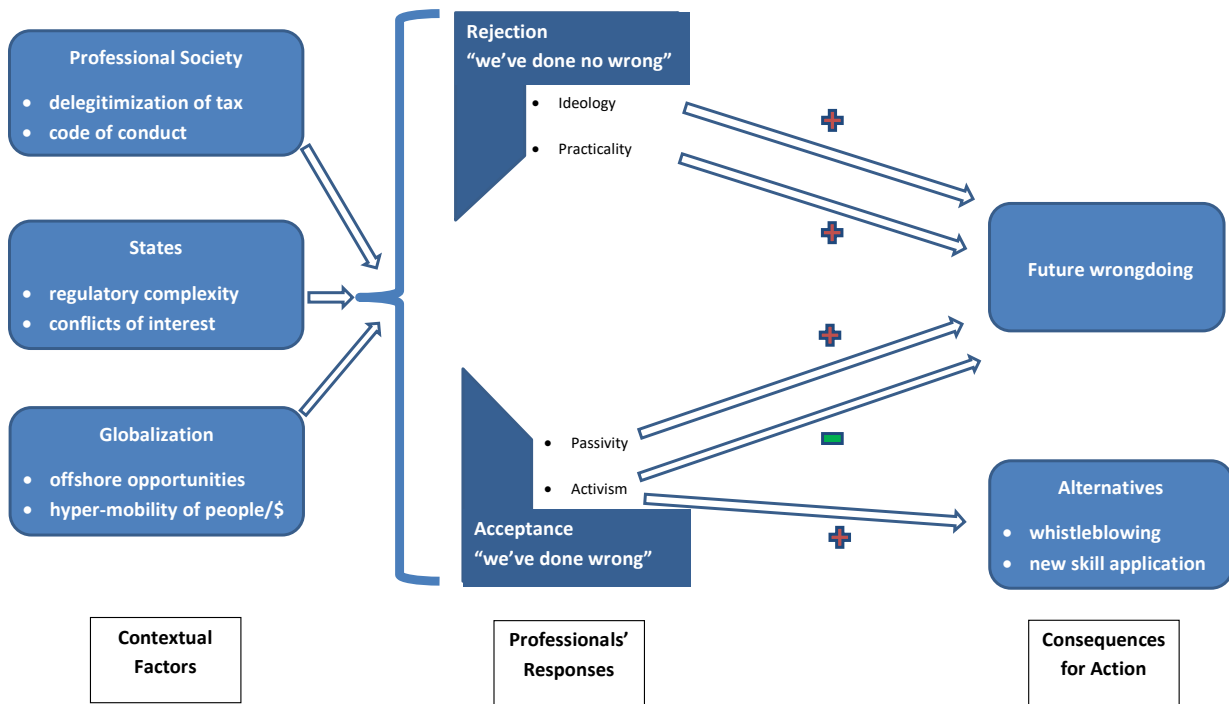 Professional Society
• delegitimization of tax
• code of conduct
States
• regulatory complexity
• conflicts of interest
Globalization
• offshore opportunities
• hyper-mobility of people/$
Rejection
“we’ve done no wrong”
• Ideology
• Practicality
• Passivity
• Activism
Acceptance
“we’ve done wrong”
Future wrongdoing
Alternatives
• whistleblowing
• new skill application
Contextual
Factors
Professionals’
Responses
Consequences
for Action